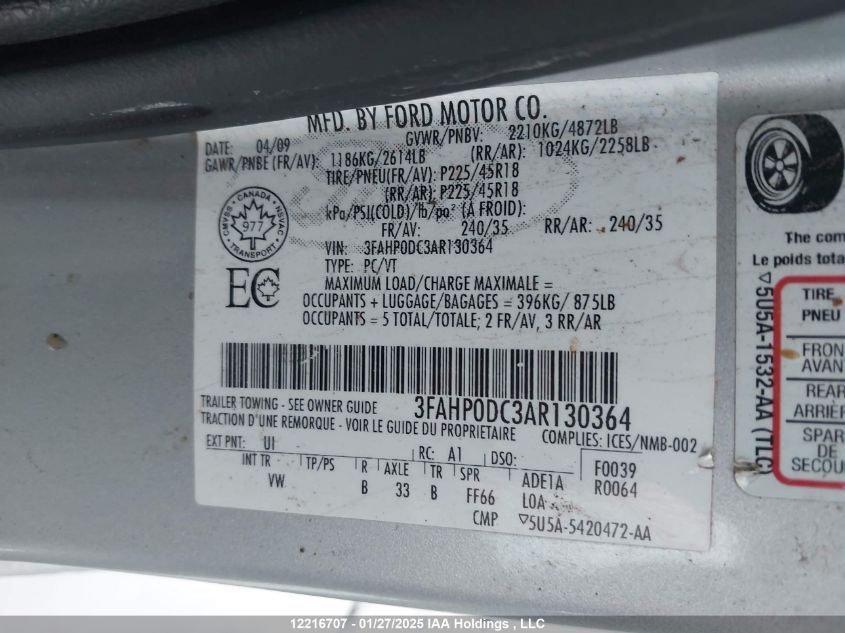 MFD. BY FORD MOTOR CO.
DATE: 04/09 GVWR/PNBV: 2210KG/4872LB
GAWR/PNBE (FR/AV): 1186KG/2614LB (RR/AR): 1024KG/2258LB
TIRE/PNEU(FR/AV): P225/45R18
(RR/AR): P225/45R18
kPa/PSI(COLD)/lb/po² (À FROID):
FR/AV: 240/35 RR/AR: 240/35
VIN: 3FAHP0DC3AR130364
TYPE: PC/VT
MAXIMUM LOAD/CHARGE MAXIMALE =
OCCUPANTS + LUGGAGE/BAGAGES = 396KG/ 875LB
OCCUPANTS = 5 TOTAL/TOTALE; 2 FR/AV, 3 RR/AR
CANADA
CMVSS NSVAC
977
TRANSPORT
EC
3FAHP0DC3AR130364
TRAILER TOWING - SEE OWNER GUIDE
TRACTION D'UNE REMORQUE - VOIR LE GUIDE DU PROPRIETAIRE
COMPLIES: ICES/NMB-002
EXT PNT: UI RC: A1 DSO: F0039
INT TR TP/PS R AXLE TR SPR ADE1A R0064
VW B 33 B FF66 LOA
CMP 5U5A-5420472-AA
The com
Le poids tota
5U5A-1532-AA (TLC)
TIRE
PNEU
FRON
AVAN
REAR
ARRIÈR
SPAR
DE
SECOU
12216707 - 01/27/2025 IAA Holdings , LLC